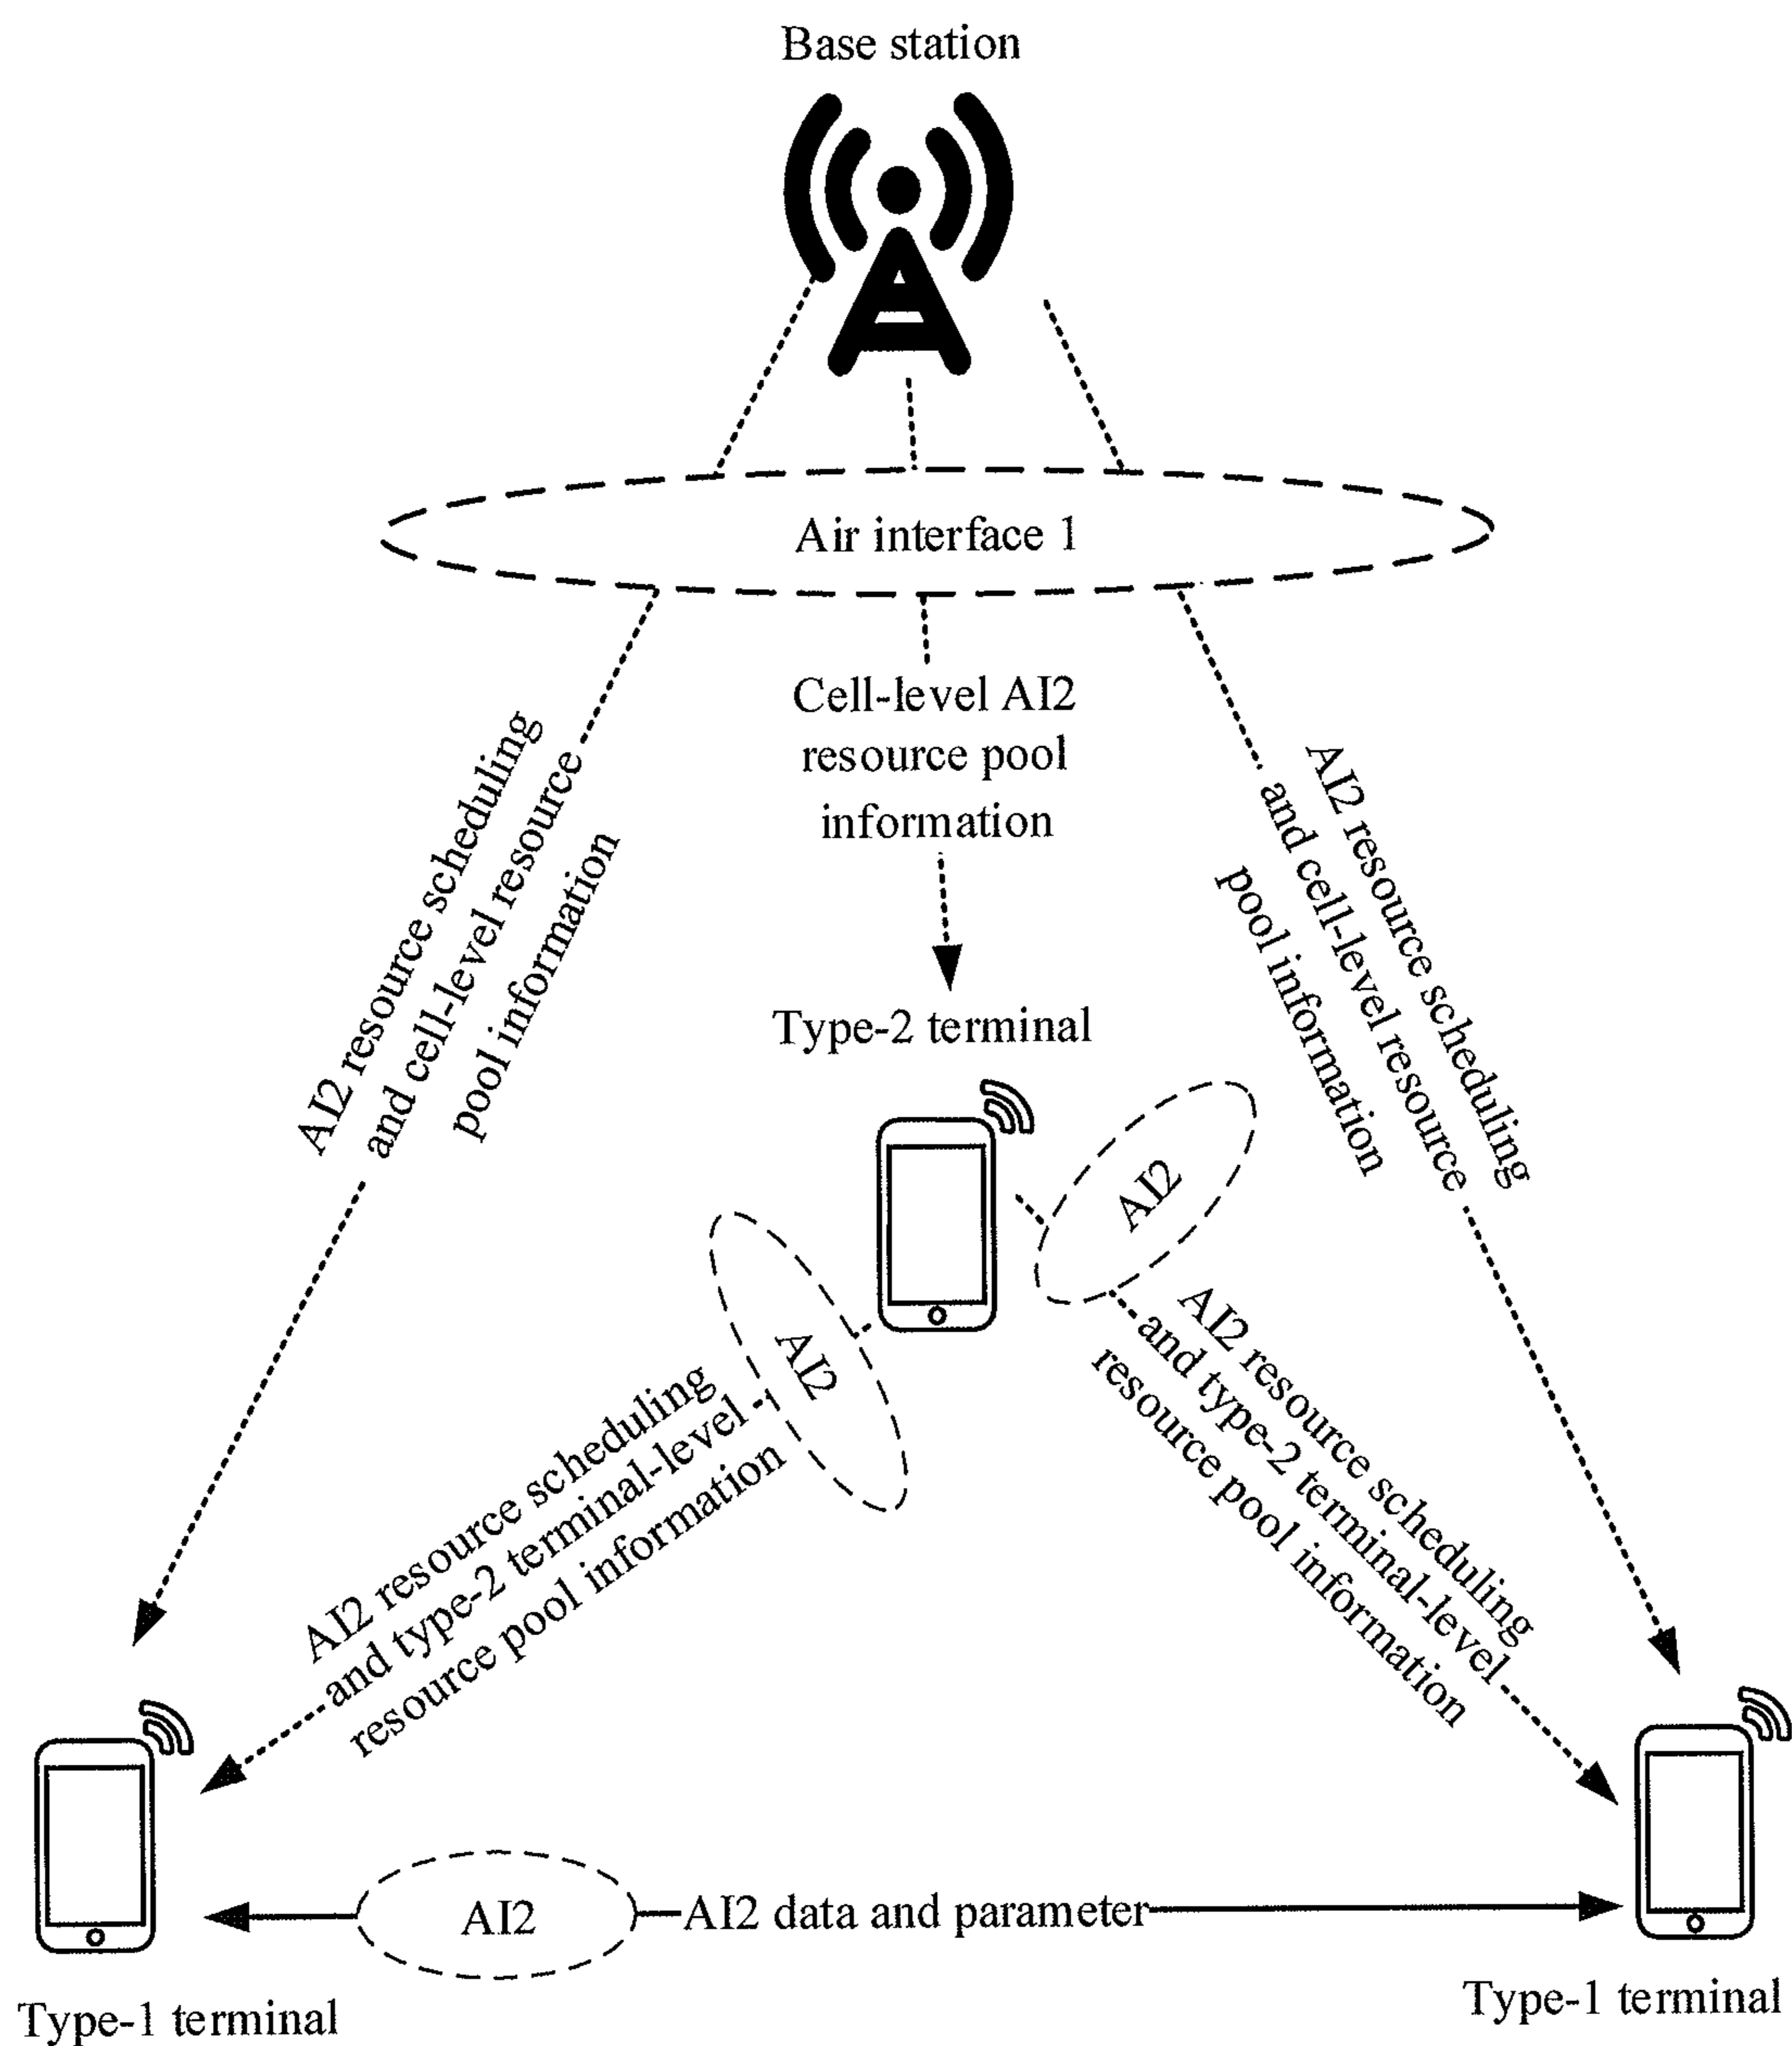 Base station
Air interface 1
Cell-level AI2
resource pool
information
AI2 resource scheduling
and cell-level resource
pool information
AI2 resource scheduling
and cell-level resource
pool information
Type-2 terminal
AI2
AI2
AI2 resource scheduling
and type-2 terminal-level
resource pool information
AI2 resource scheduling
and type-2 terminal-level
resource pool information
AI2
AI2 data and parameter
Type-1 terminal
Type-1 terminal